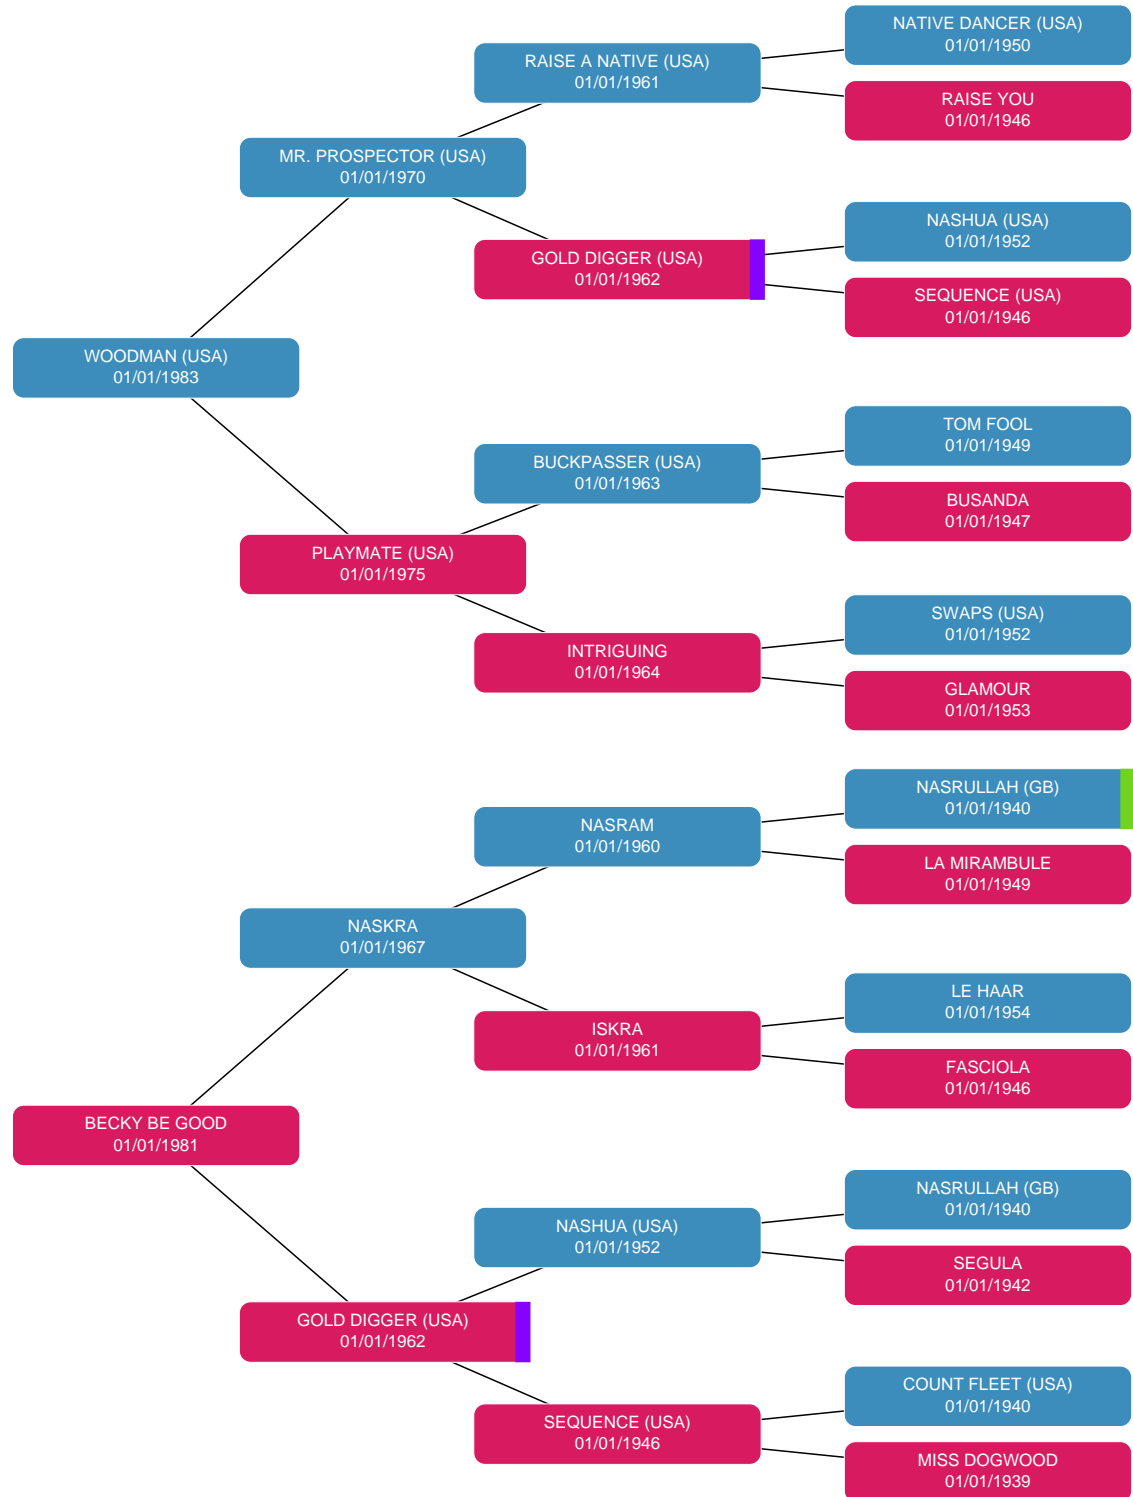 NATIVE DANCER (USA)
01/01/1950
RAISE A NATIVE (USA)
01/01/1961
RAISE YOU
01/01/1946
MR. PROSPECTOR (USA)
01/01/1970
NASHUA (USA)
01/01/1952
GOLD DIGGER (USA)
01/01/1962
SEQUENCE (USA)
01/01/1946
WOODMAN (USA)
01/01/1983
TOM FOOL
01/01/1949
BUCKPASSER (USA)
01/01/1963
BUSANDA
01/01/1947
PLAYMATE (USA)
01/01/1975
SWAPS (USA)
01/01/1952
INTRIGUING
01/01/1964
GLAMOUR
01/01/1953
NASRULLAH (GB)
01/01/1940
NASRAM
01/01/1960
LA MIRAMBULE
01/01/1949
NASKRA
01/01/1967
LE HAAR
01/01/1954
ISKRA
01/01/1961
FASCIOLA
01/01/1946
BECKY BE GOOD
01/01/1981
NASRULLAH (GB)
01/01/1940
NASHUA (USA)
01/01/1952
SEGULA
01/01/1942
GOLD DIGGER (USA)
01/01/1962
COUNT FLEET (USA)
01/01/1940
SEQUENCE (USA)
01/01/1946
MISS DOGWOOD
01/01/1939